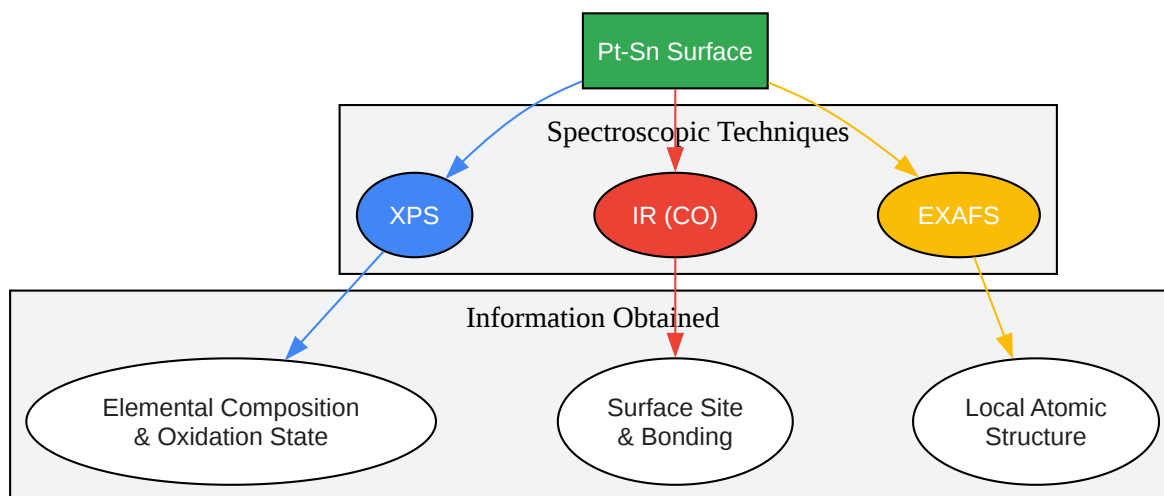 Pt-Sn Surface
Spectroscopic Techniques
XPS
IR (CO)
EXAFS
Information Obtained
Elemental Composition
& Oxidation State
Surface Site
& Bonding
Local Atomic
Structure